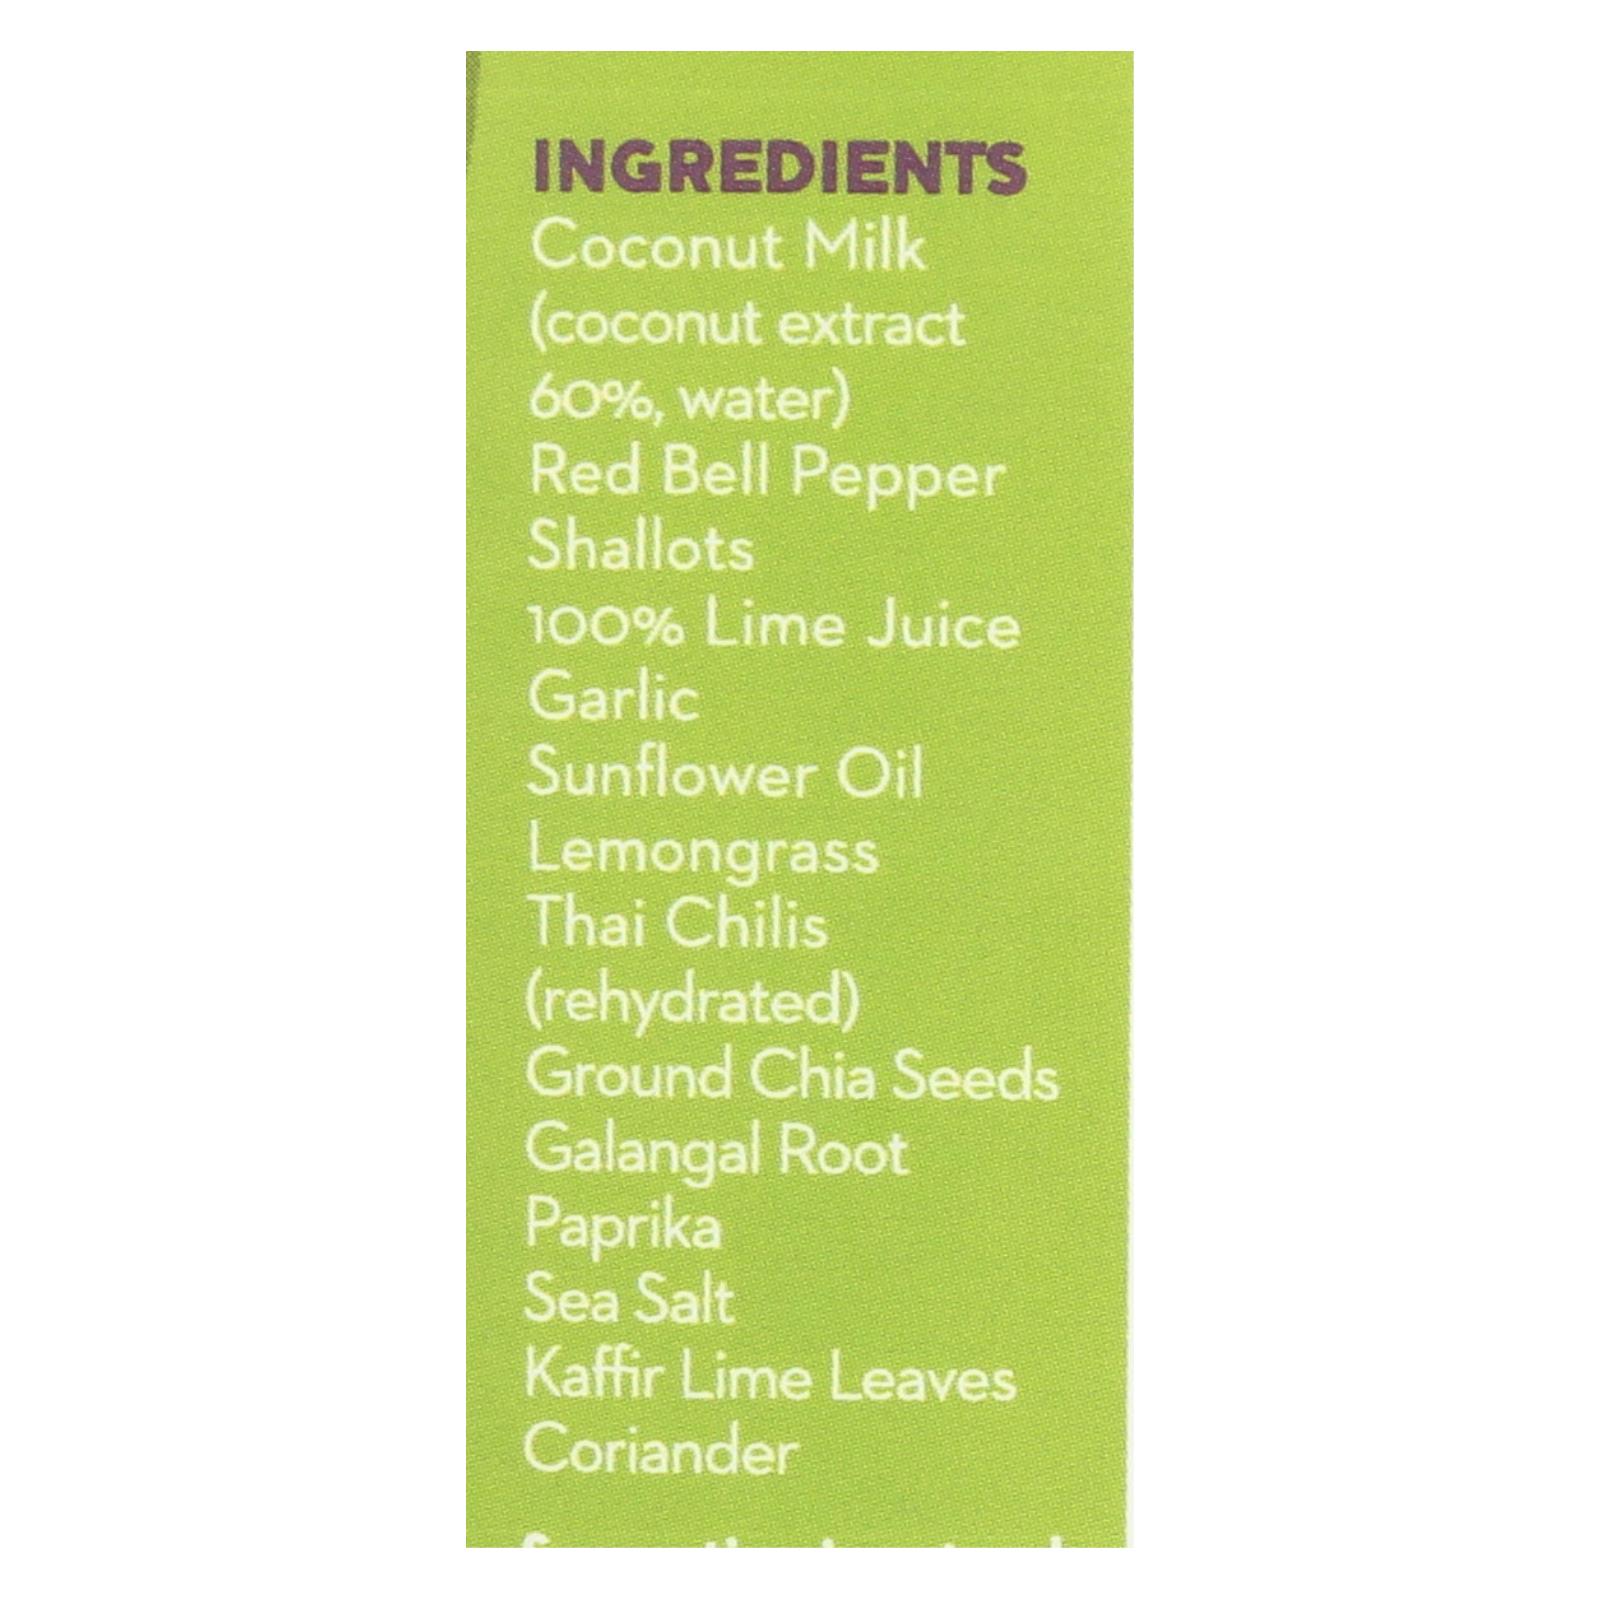 INGREDIENTS
Coconut Milk
(coconut extract
60%, water)
Red Bell Pepper
Shallots
100% Lime Juice
Garlic
Sunflower Oil
Lemongrass
Thai Chilis
(rehydrated)
Ground Chia Seeds
Galangal Root
Paprika
Sea Salt
Kaffir Lime Leaves
Coriander